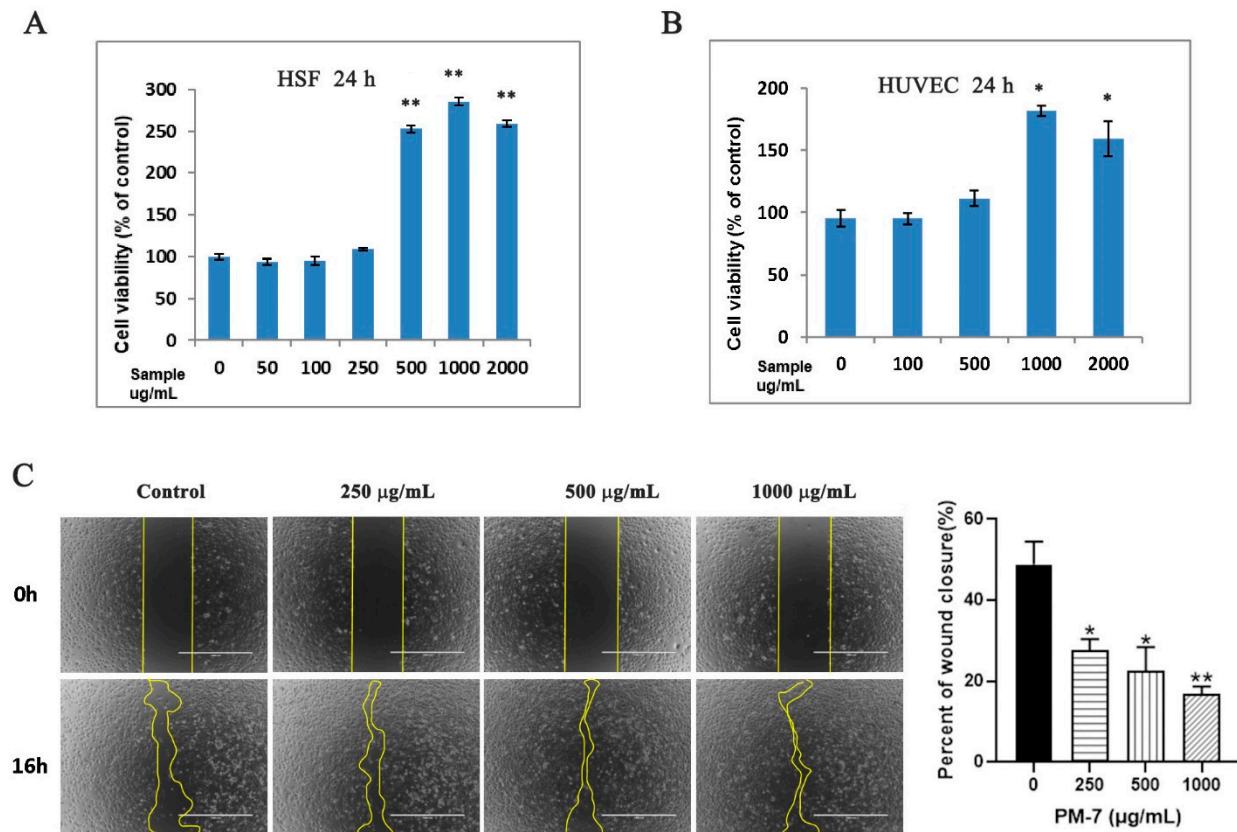 A
HSF 24 h
Cell viability (% of control)
300
250
200
150
100
50
0
** ** **
0 50 100 250 500 1000 2000
Sample
ug/mL
B
HUVEC 24 h
Cell viability (% of control)
200
150
100
50
0
* *
0 100 500 1000 2000
Sample
ug/mL
C
Control 250 μg/mL 500 μg/mL 1000 μg/mL
0h
16h
Percent of wound closure(%)
60
40
20
0
* * **
0 250 500 1000
PM-7 (μg/mL)